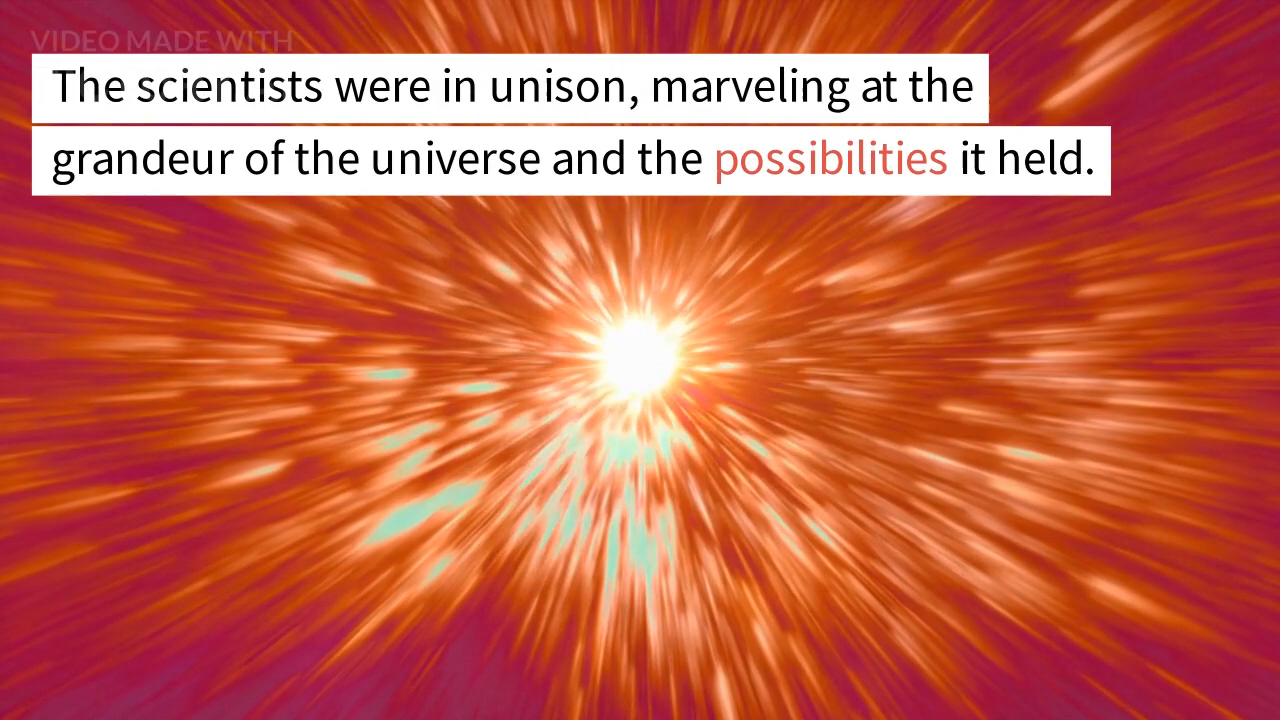 VIDEO MADE WITH
The scientists were in unison, marveling at the
grandeur of the universe and the possibilities it held.